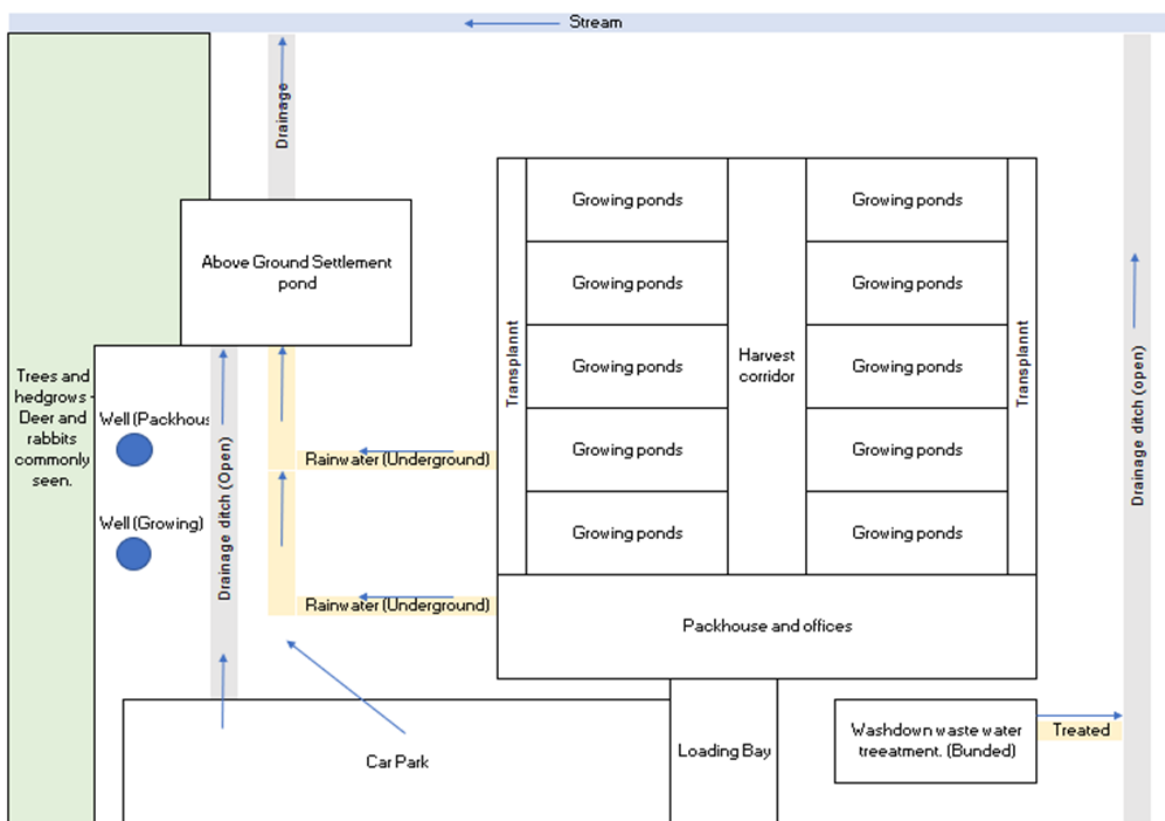 Stream
Drainage
Above Ground Settlement
pond
Trees and
hedgrows -
Deer and
rabbits
commonly
seen.
Well (Packhous
Well (Growing)
Drainage ditch (Open)
Rainwater (Underground)
Rainwater (Underground)
Transplannt
Growing ponds
Growing ponds
Growing ponds
Growing ponds
Growing ponds
Harvest
corridor
Growing ponds
Growing ponds
Growing ponds
Growing ponds
Growing ponds
Transplannt
Drainage ditch (open)
Packhouse and offices
Car Park
Loading Bay
Washdown waste water
treeatment. (Bunded)
Treated